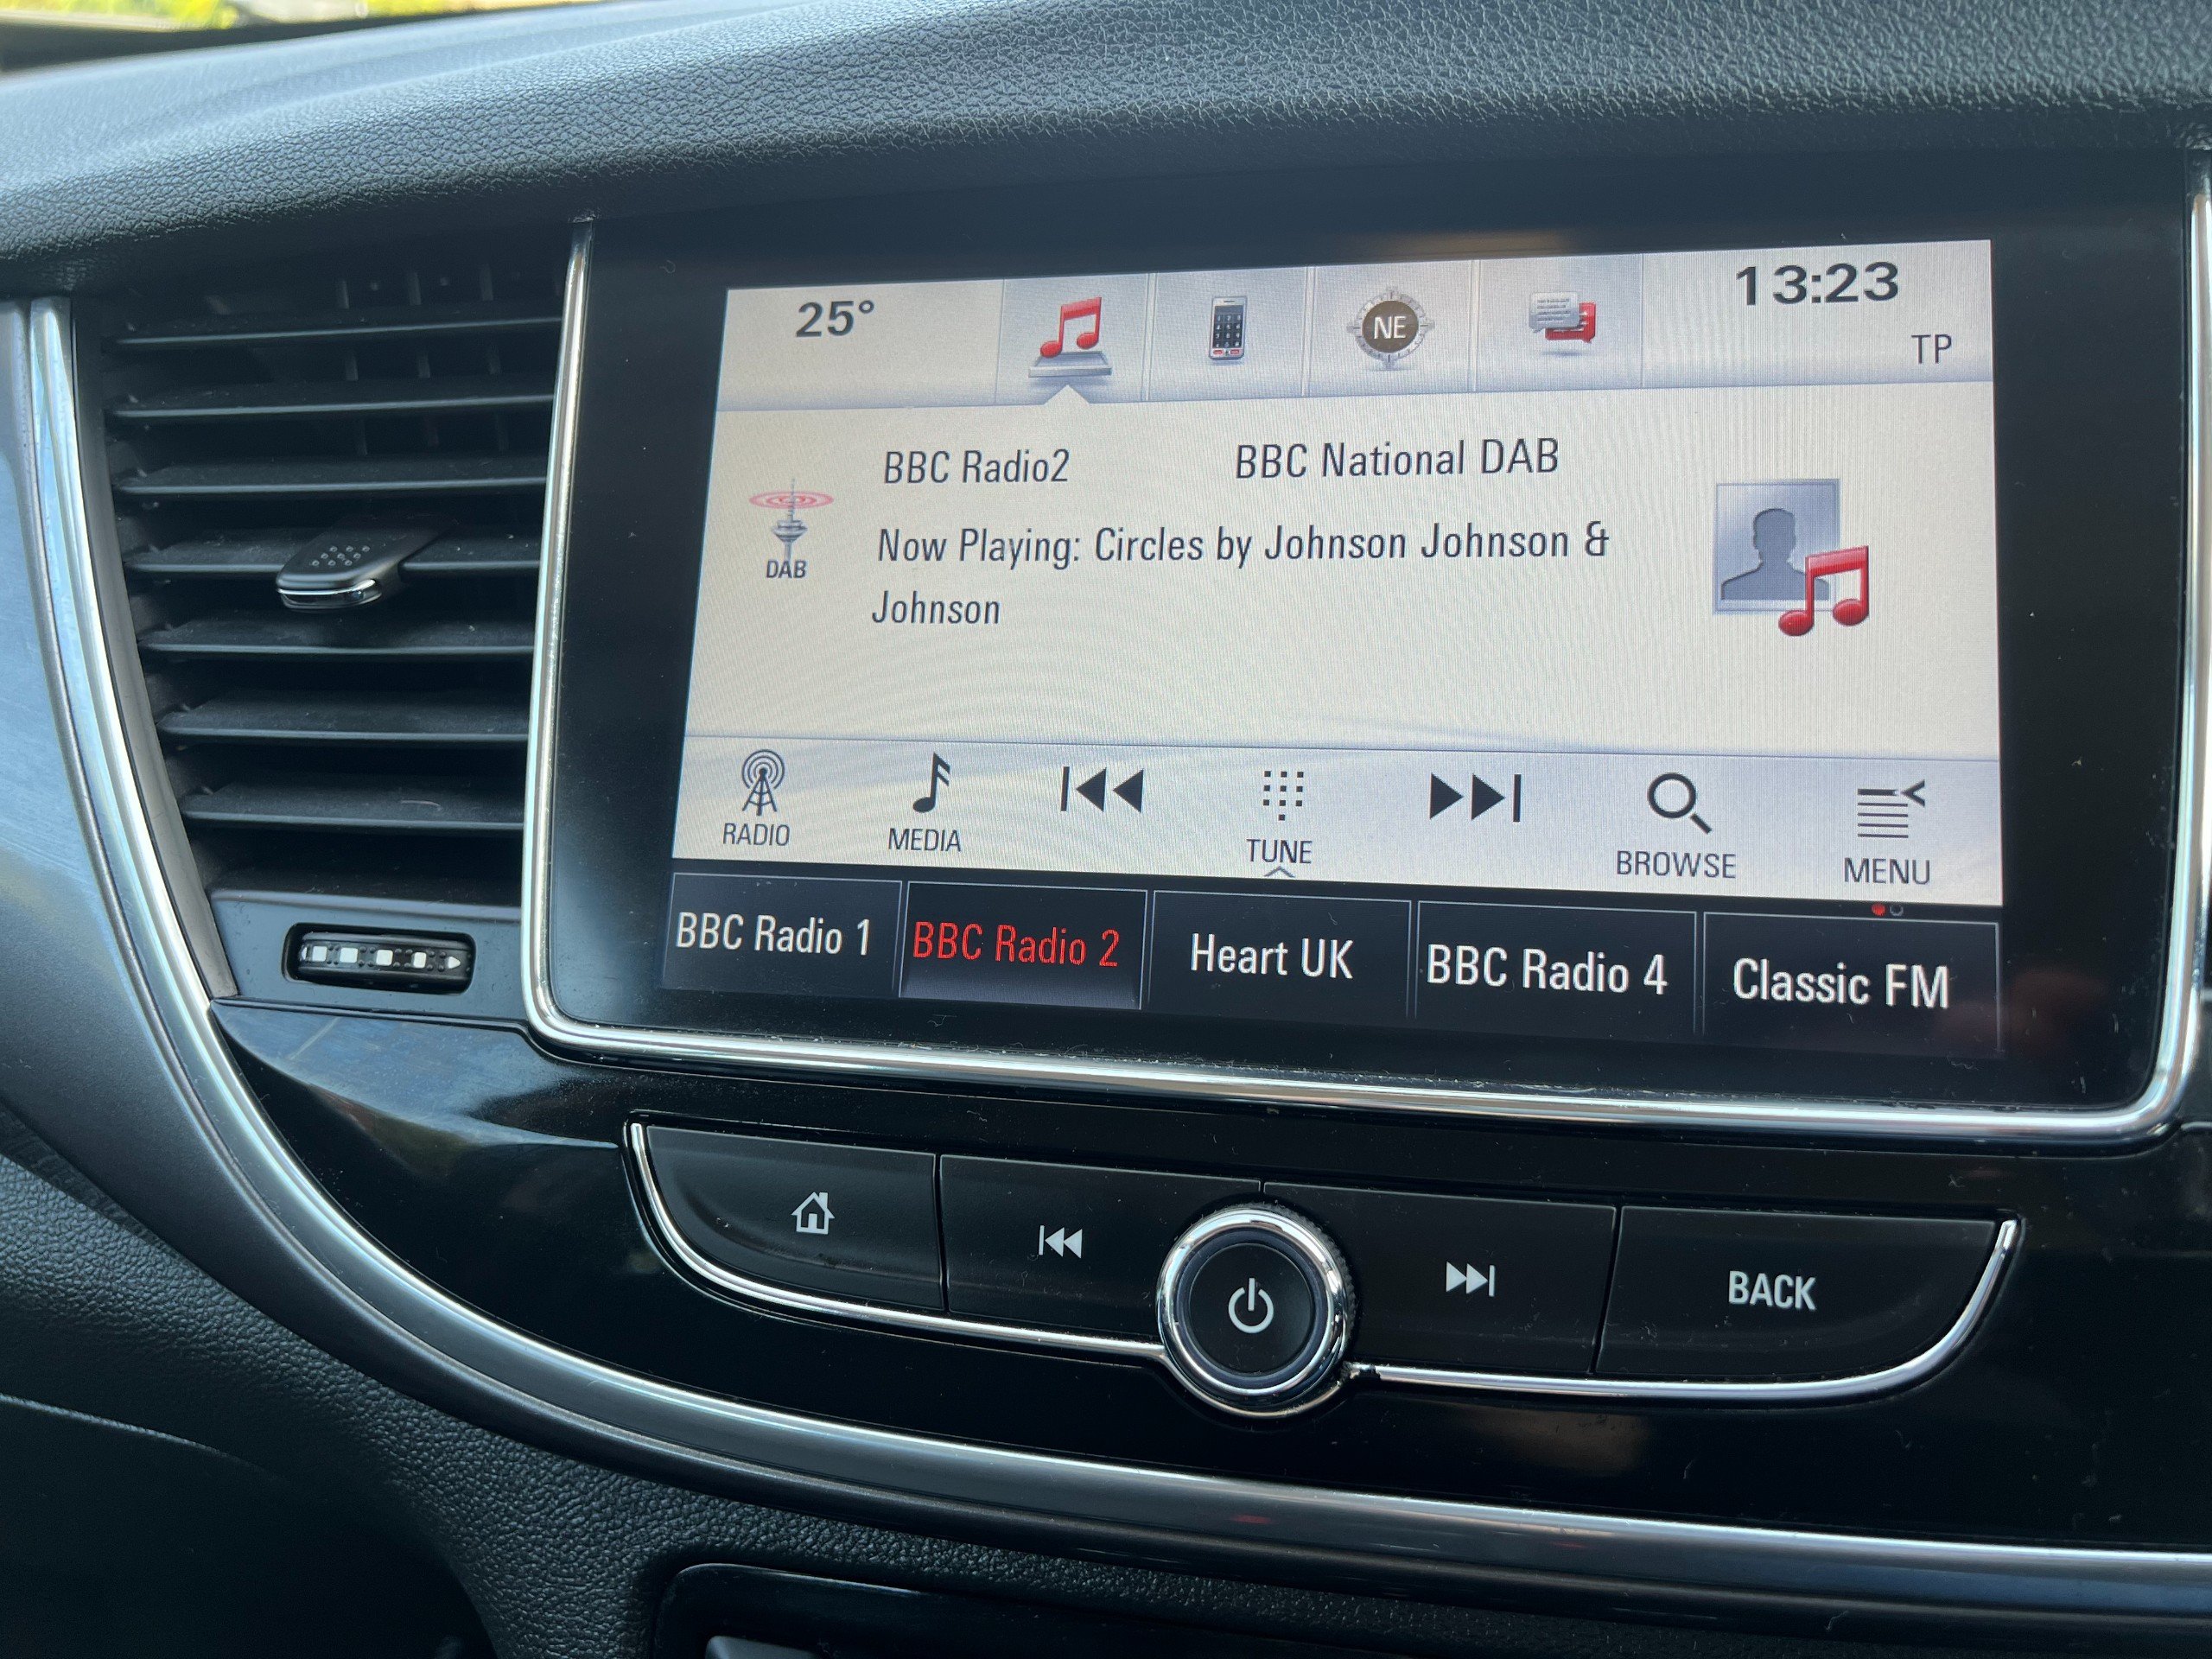 25°
NE
13:23
TP
BBC Radio2 BBC National DAB
DAB
Now Playing: Circles by Johnson Johnson &
Johnson
RADIO MEDIA TUNE BROWSE MENU
BBC Radio 1 BBC Radio 2 Heart UK BBC Radio 4 Classic FM
BACK